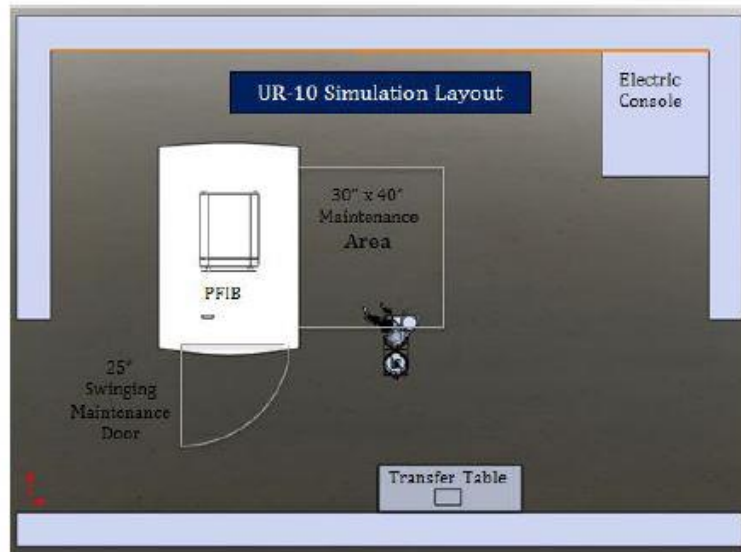 UR-10 Simulation Layout
Electric
Console
30" x 40"
Maintenance
Area
PFIB
25"
Swinging
Maintenance
Door
Transfer Table